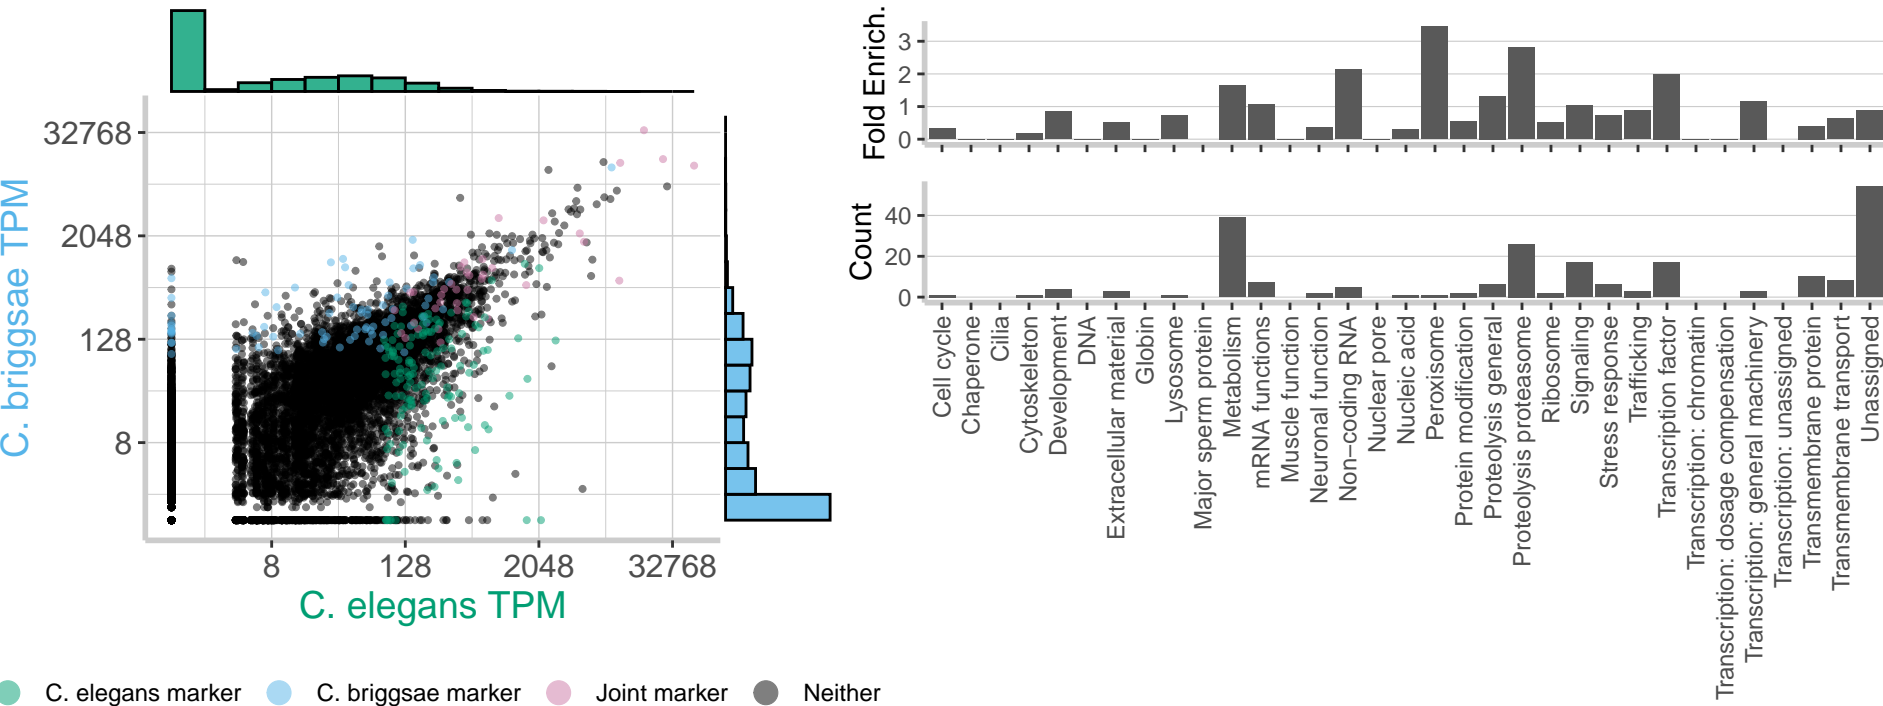 32768
2048
128
8
C. briggsae TPM
8
128
2048
32768
C. elegans TPM
C. elegans marker
C. briggsae marker
Joint marker
Neither
Fold Enrich.
3
2
1
0
Count
40
20
0
Cell cycle
Chaperone
Cilia
Cytoskeleton
Development
DNA
Extracellular material
Globin
Lysosome
Major sperm protein
Metabolism
mRNA functions
Muscle function
Neuronal function
Non−coding RNA
Nuclear pore
Nucleic acid
Peroxisome
Protein modification
Proteolysis general
Proteolysis proteasome
Ribosome
Signaling
Stress response
Trafficking
Transcription factor
Transcription: chromatin
Transcription: dosage compensation
Transcription: general machinery
Transcription: unassigned
Transmembrane protein
Transmembrane transport
Unassigned